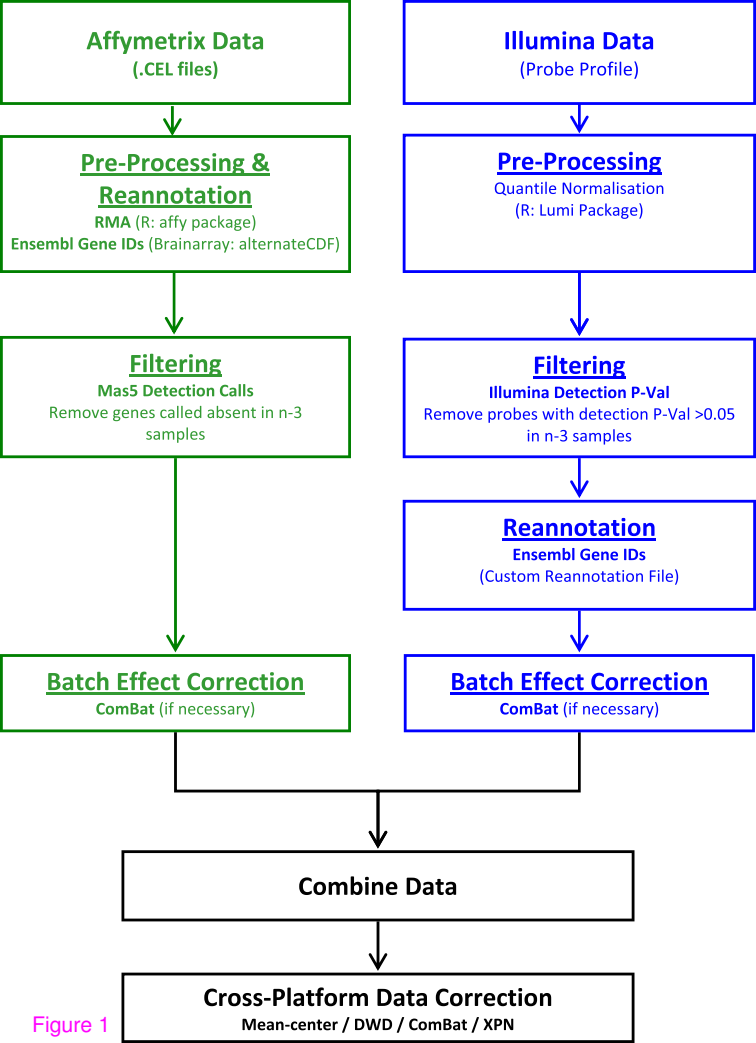 Affymetrix Data
(.CEL files)
Pre-Processing &
Reannotation
RMA (R: affy package)
Ensembl Gene IDs (Brainarray: alternateCDF)
Filtering
Mas5 Detection Calls
Remove genes called absent in n-3
samples
Batch Effect Correction
ComBat (if necessary)
Illumina Data
(Probe Profile)
Pre-Processing
Quantile Normalisation
(R: Lumi Package)
Filtering
Illumina Detection P-Val
Remove probes with detection P-Val >0.05
in n-3 samples
Reannotation
Ensembl Gene IDs
(Custom Reannotation File)
Batch Effect Correction
ComBat (if necessary)
Combine Data
Cross-Platform Data Correction
Mean-center / DWD / ComBat / XPN
Figure 1